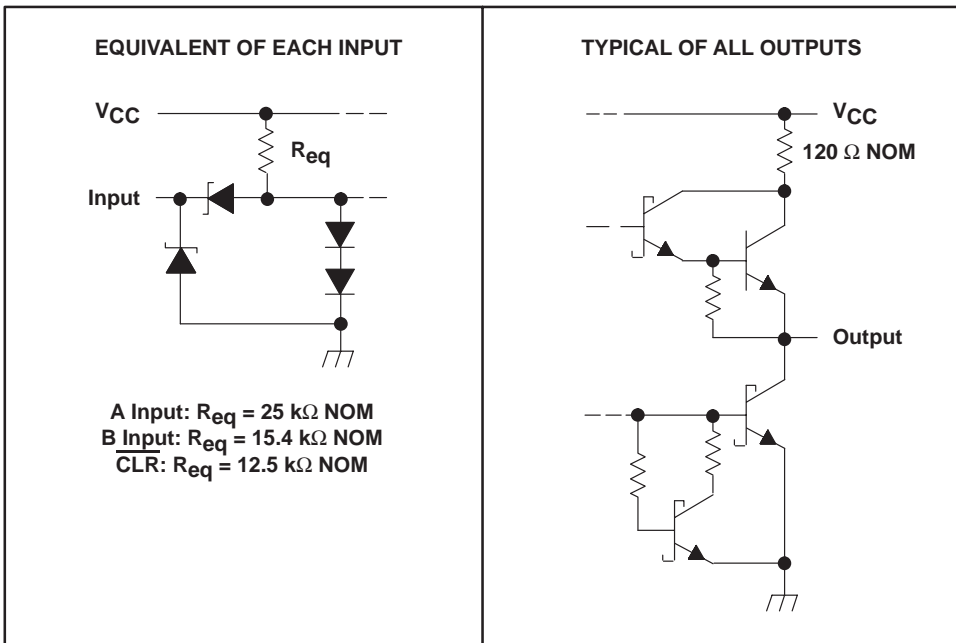 EQUIVALENT OF EACH INPUT
VCC
Req
Input
A Input: Req = 25 kΩ NOM
B Input: Req = 15.4 kΩ NOM
C̅L̅R̅: Req = 12.5 kΩ NOM
TYPICAL OF ALL OUTPUTS
VCC
120 Ω NOM
Output